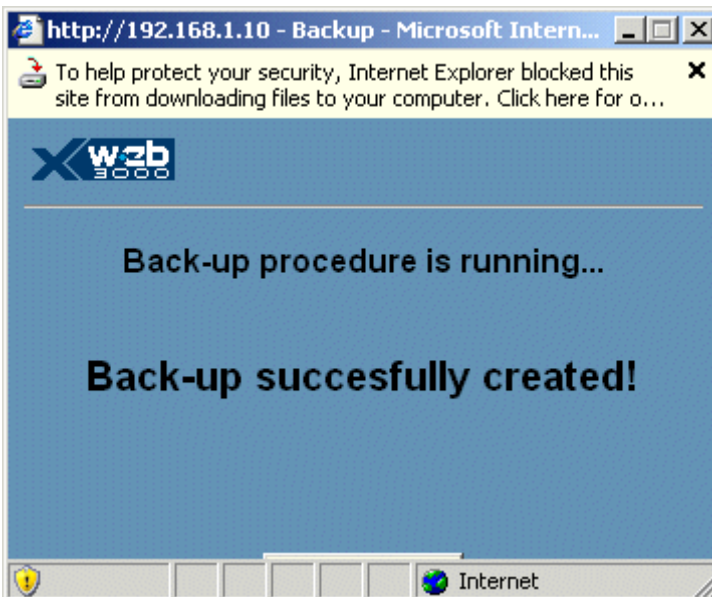 http://192.168.1.10 - Backup - Microsoft Intern...
To help protect your security, Internet Explorer blocked this
site from downloading files to your computer. Click here for o...
Xweb
3000
Back-up procedure is running...
Back-up succesfully created!
Internet